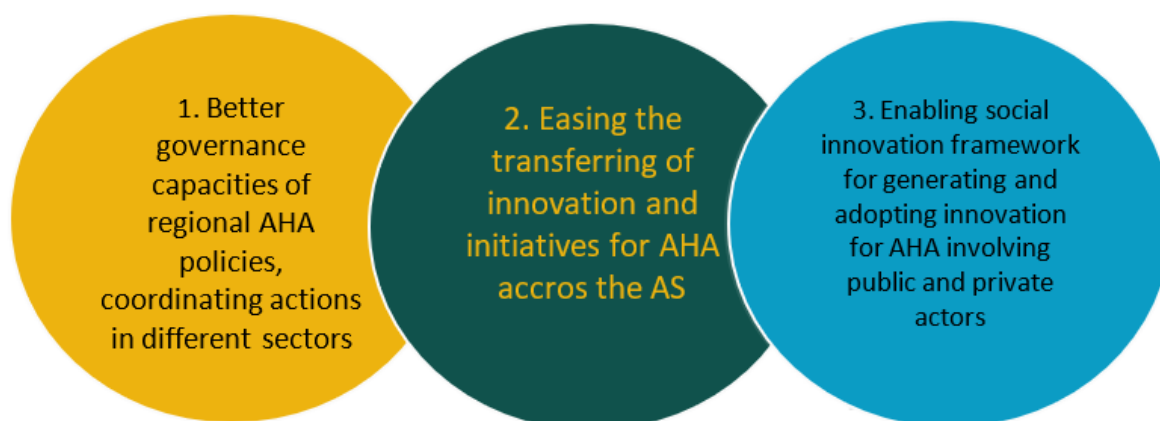 1. Better
governance
capacities of
regional AHA
policies,
coordinating actions
in different sectors
2. Easing the
transferring of
innovation and
initiatives for AHA
accros the AS
3. Enabling social
innovation framework
for generating and
adopting innovation
for AHA involving
public and private
actors